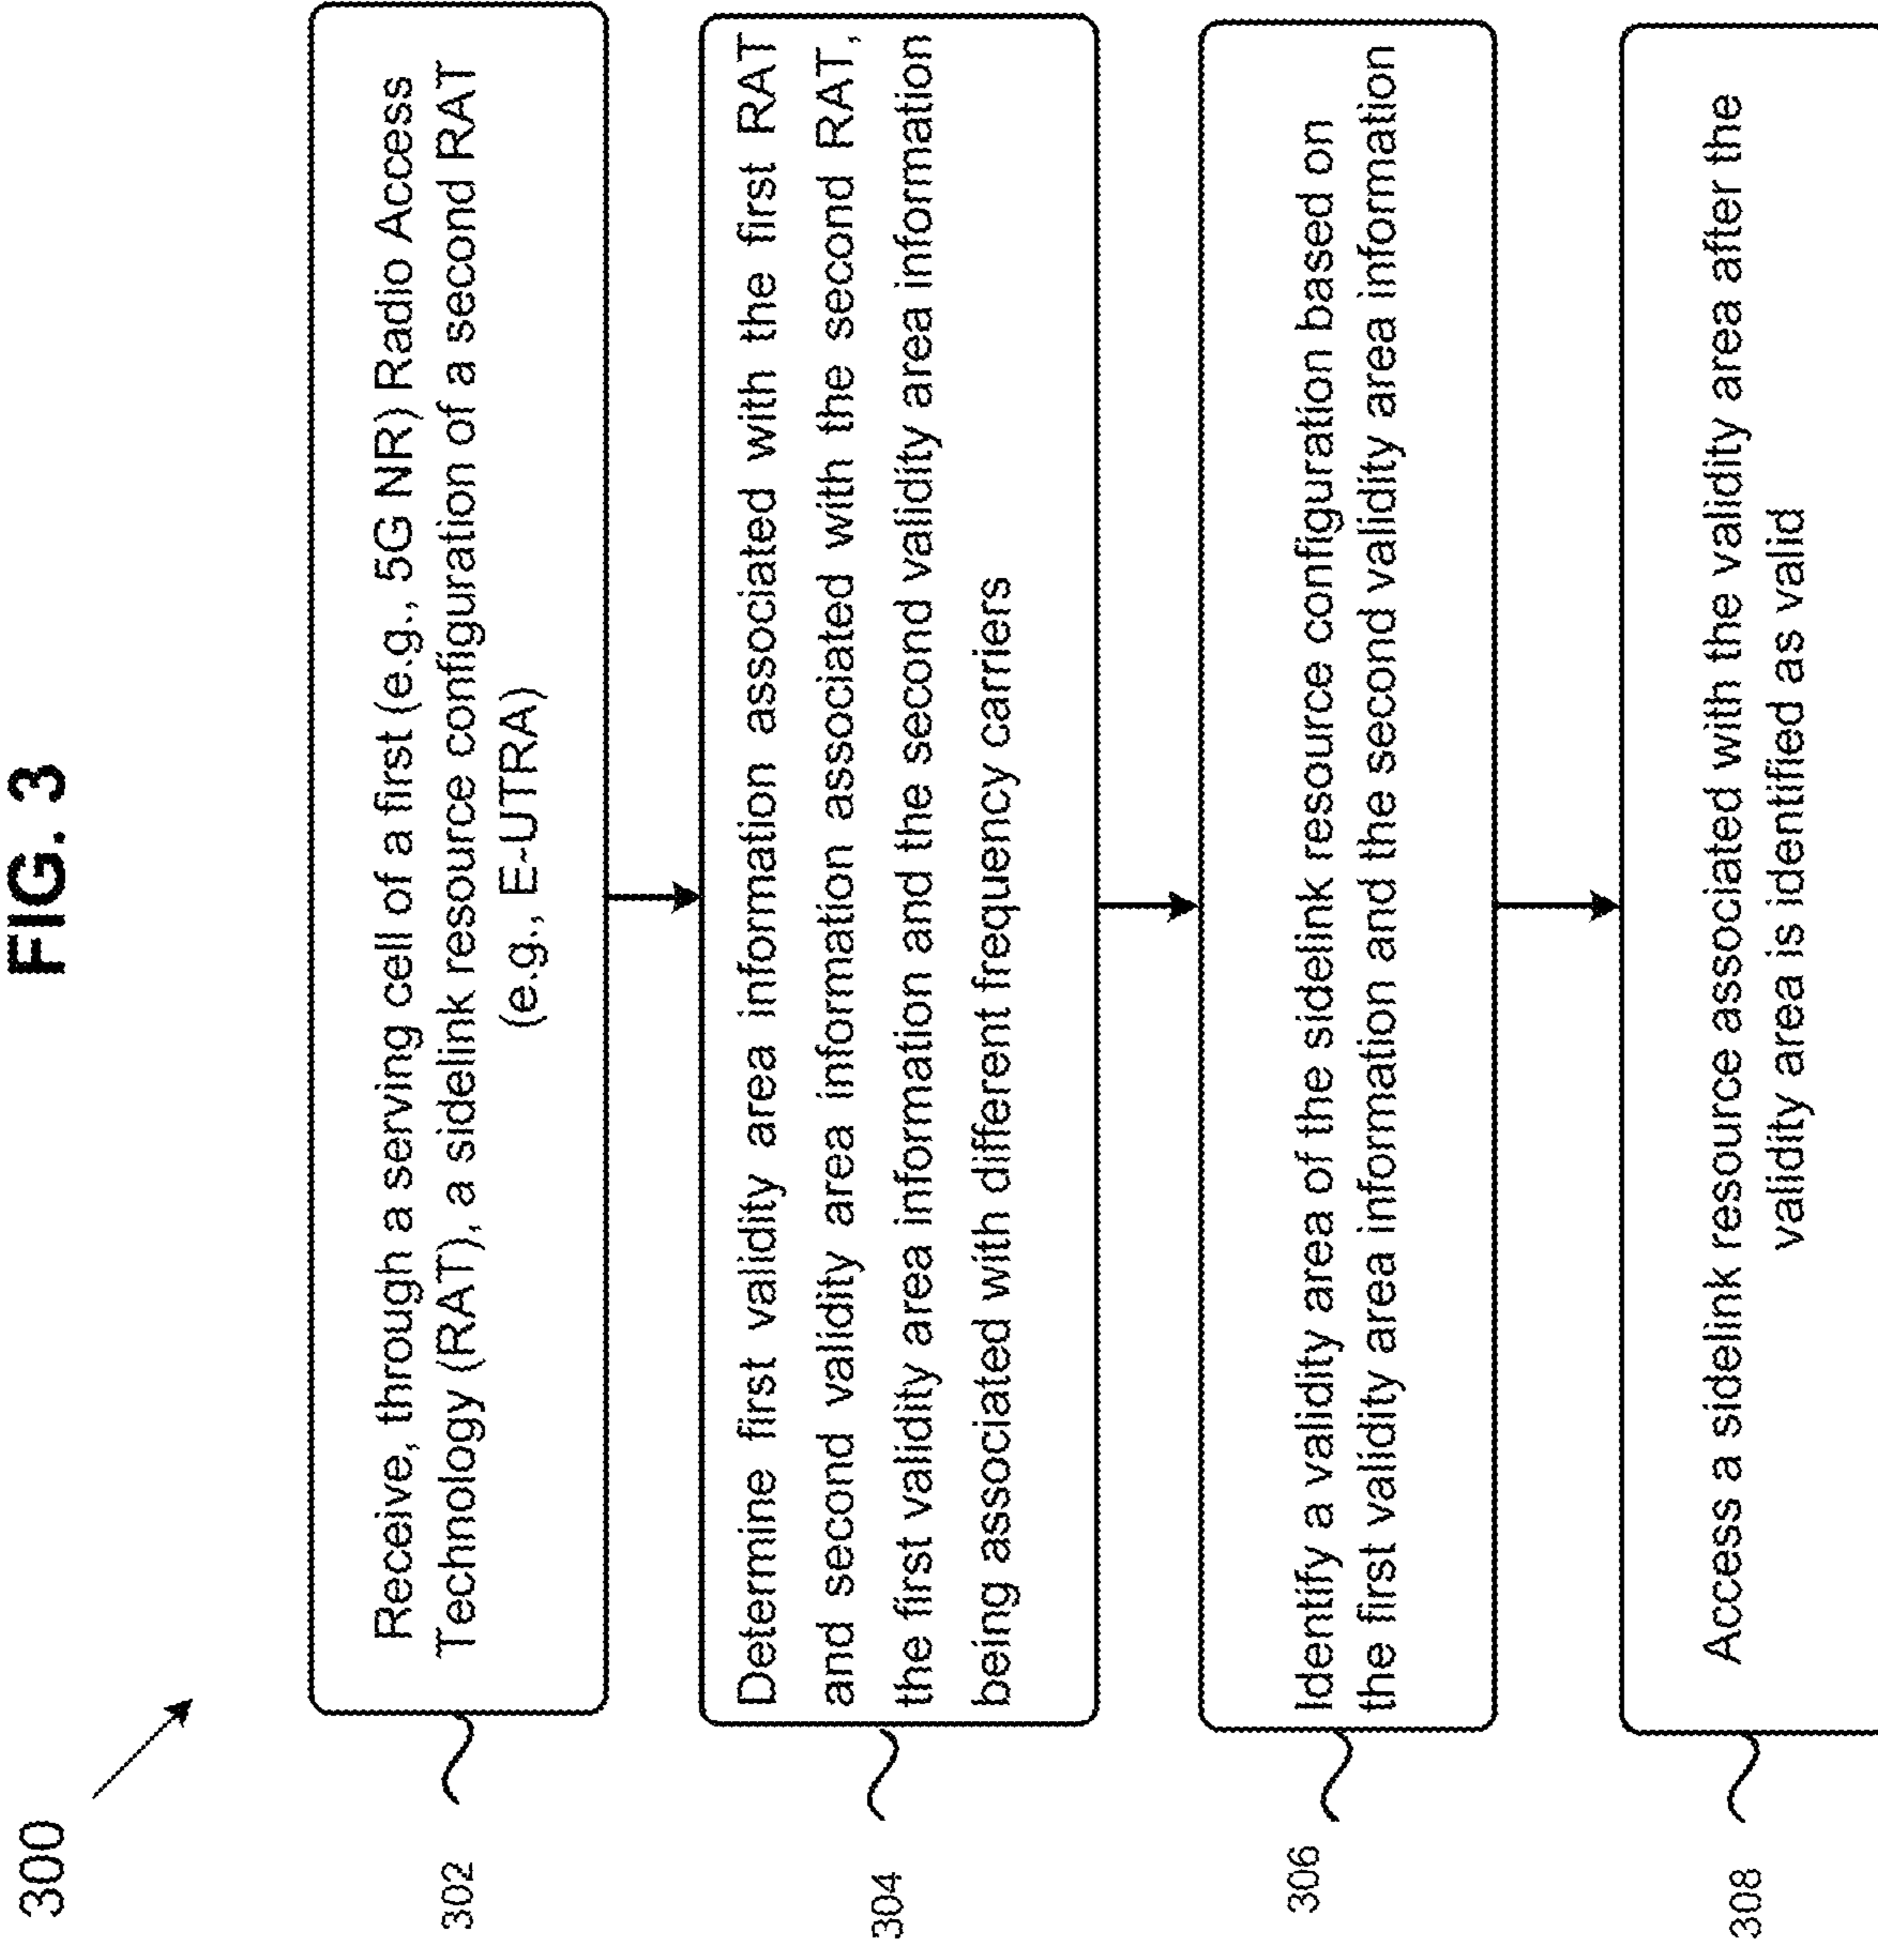 FIG. 3
300
302
Receive, through a serving cell of a first (e.g., 5G NR) Radio Access
Technology (RAT), a sidelink resource configuration of a second RAT
(e.g., E-UTRA)
304
Determine first validity area information associated with the first RAT
and second validity area information associated with the second RAT,
the first validity area information and the second validity area information
being associated with different frequency carriers
306
Identify a validity area of the sidelink resource configuration based on
the first validity area information and the second validity area information
308
Access a sidelink resource associated with the validity area after the
validity area is identified as valid